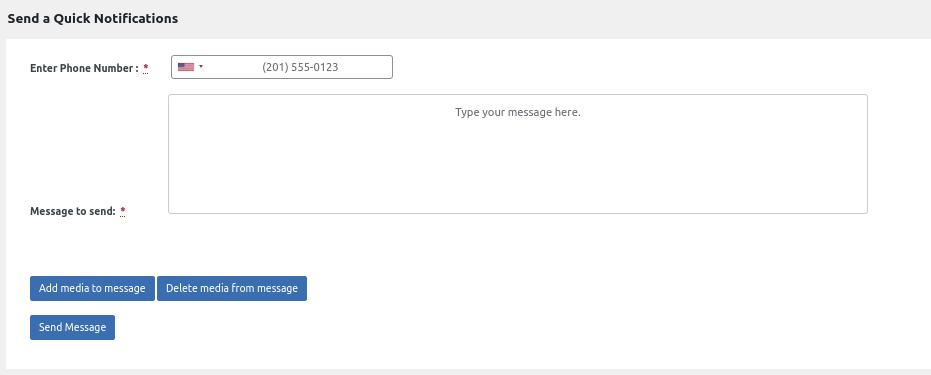 Send a Quick Notifications
Enter Phone Number : *
(201) 555-0123
Type your message here.
Message to send: *
Add media to message
Delete media from message
Send Message